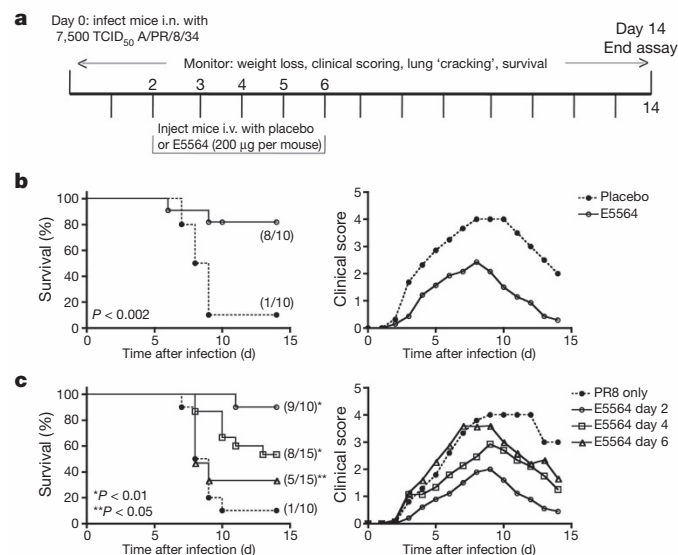 a
Day 0: infect mice i.n. with
7,500 TCID50 A/PR/8/34
Day 14
End assay
Monitor: weight loss, clinical scoring, lung ‘cracking’, survival
2 3 4 5 6
14
Inject mice i.v. with placebo
or E5564 (200 μg per mouse)
b
Survival (%)
100
80
60
40
20
0
(8/10)
(1/10)
P < 0.002
0 5 10 15
Time after infection (d)
Clinical score
5
4
3
2
1
0
0 5 10 15
Time after infection (d)
Placebo
E5564
c
Survival (%)
100
80
60
40
20
0
(9/10)*
(8/15)*
(5/15)**
(1/10)
*P < 0.01
**P < 0.05
0 5 10 15
Time after infection (d)
Clinical score
5
4
3
2
1
0
0 5 10 15
Time after infection (d)
PR8 only
E5564 day 2
E5564 day 4
E5564 day 6